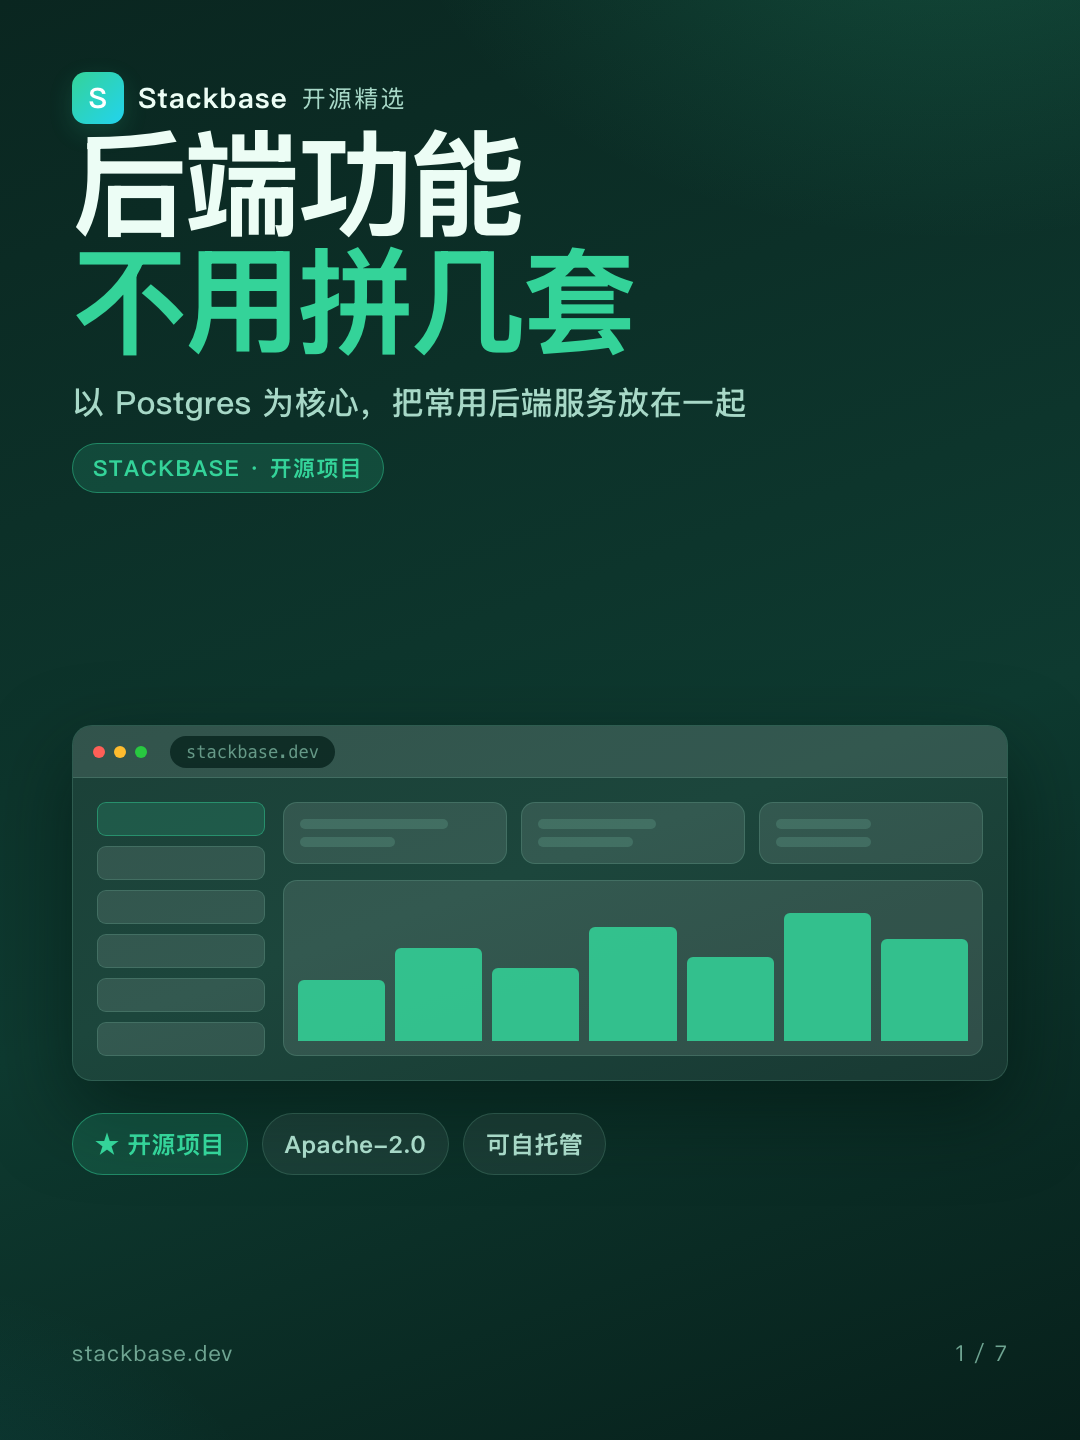 S Stackbase 开源精选
后端功能
不用拼几套
以 Postgres 为核心，把常用后端服务放在一起
STACKBASE · 开源项目
stackbase.dev
★ 开源项目 Apache-2.0 可自托管
stackbase.dev 1 / 7